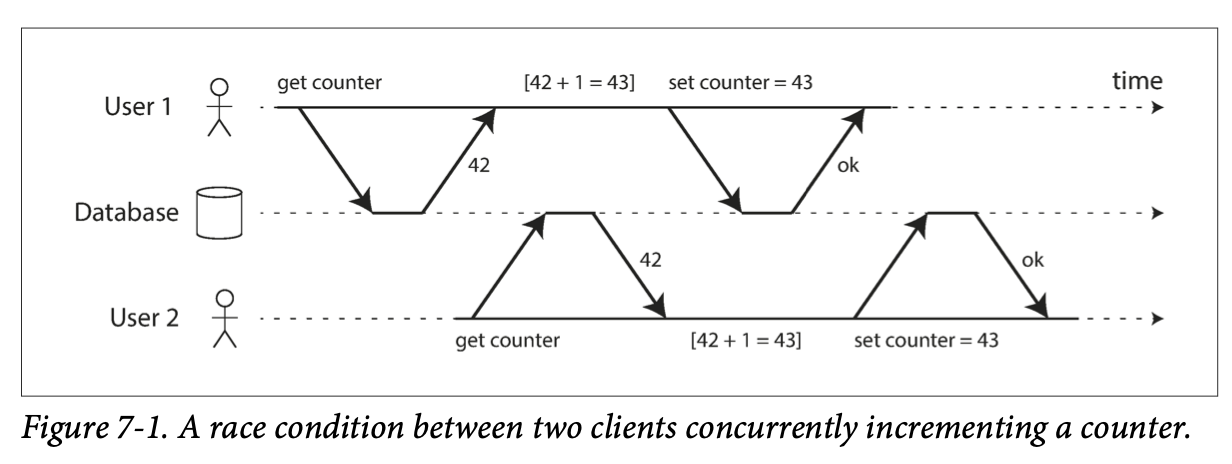 get counter [42 + 1 = 43] set counter = 43 time
User 1
42 ok
Database
42 ok
User 2
get counter [42 + 1 = 43] set counter = 43
Figure 7-1. A race condition between two clients concurrently incrementing a counter.